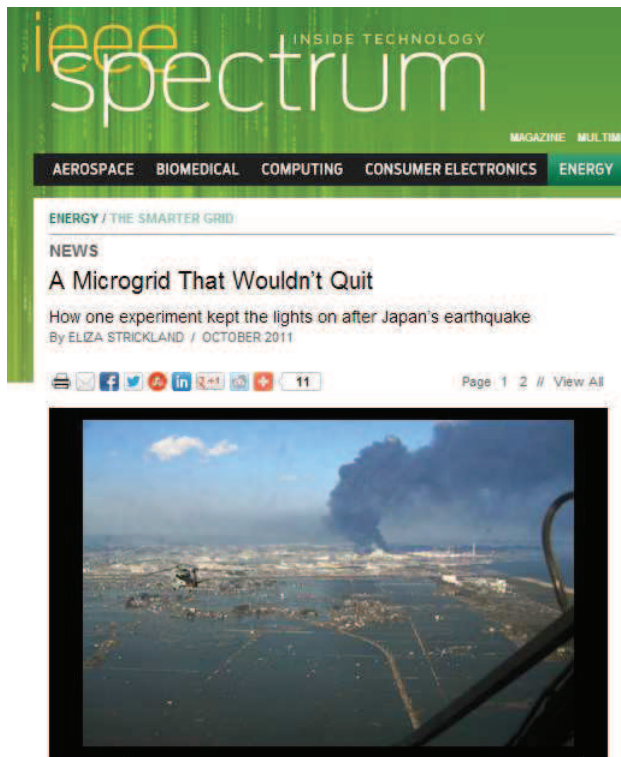 ieee
INSIDE TECHNOLOGY
spectrum
MAGAZINE MULTIM
AEROSPACE BIOMEDICAL COMPUTING CONSUMER ELECTRONICS ENERGY
ENERGY / THE SMARTER GRID
NEWS
A Microgrid That Wouldn't Quit
How one experiment kept the lights on after Japan's earthquake
By ELIZA STRICKLAND / OCTOBER 2011
11 Page 1 2 // View All